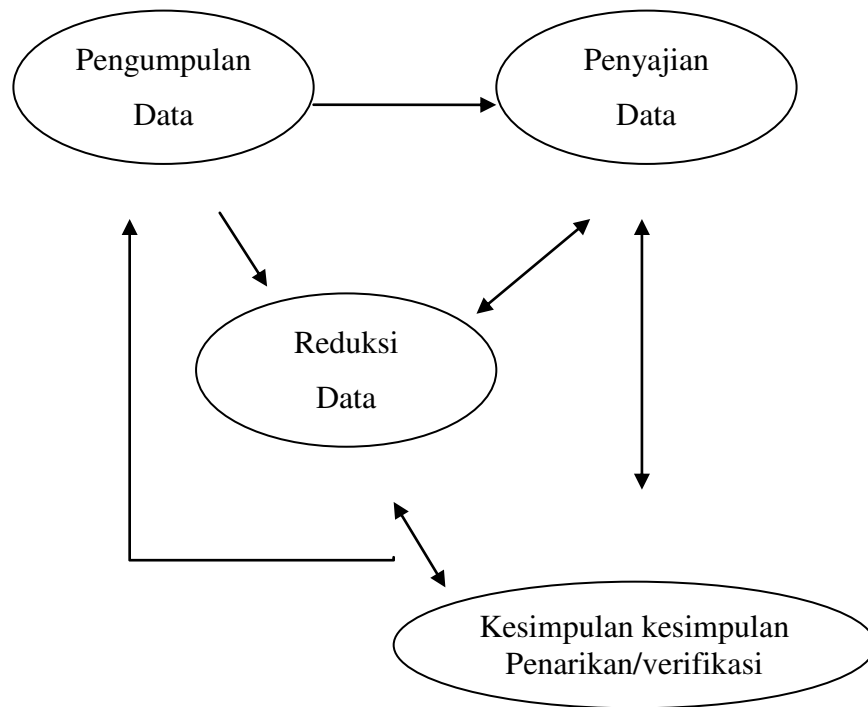 Pengumpulan
Data
Penyajian
Data
Reduksi
Data
Kesimpulan kesimpulan
Penarikan/verifikasi